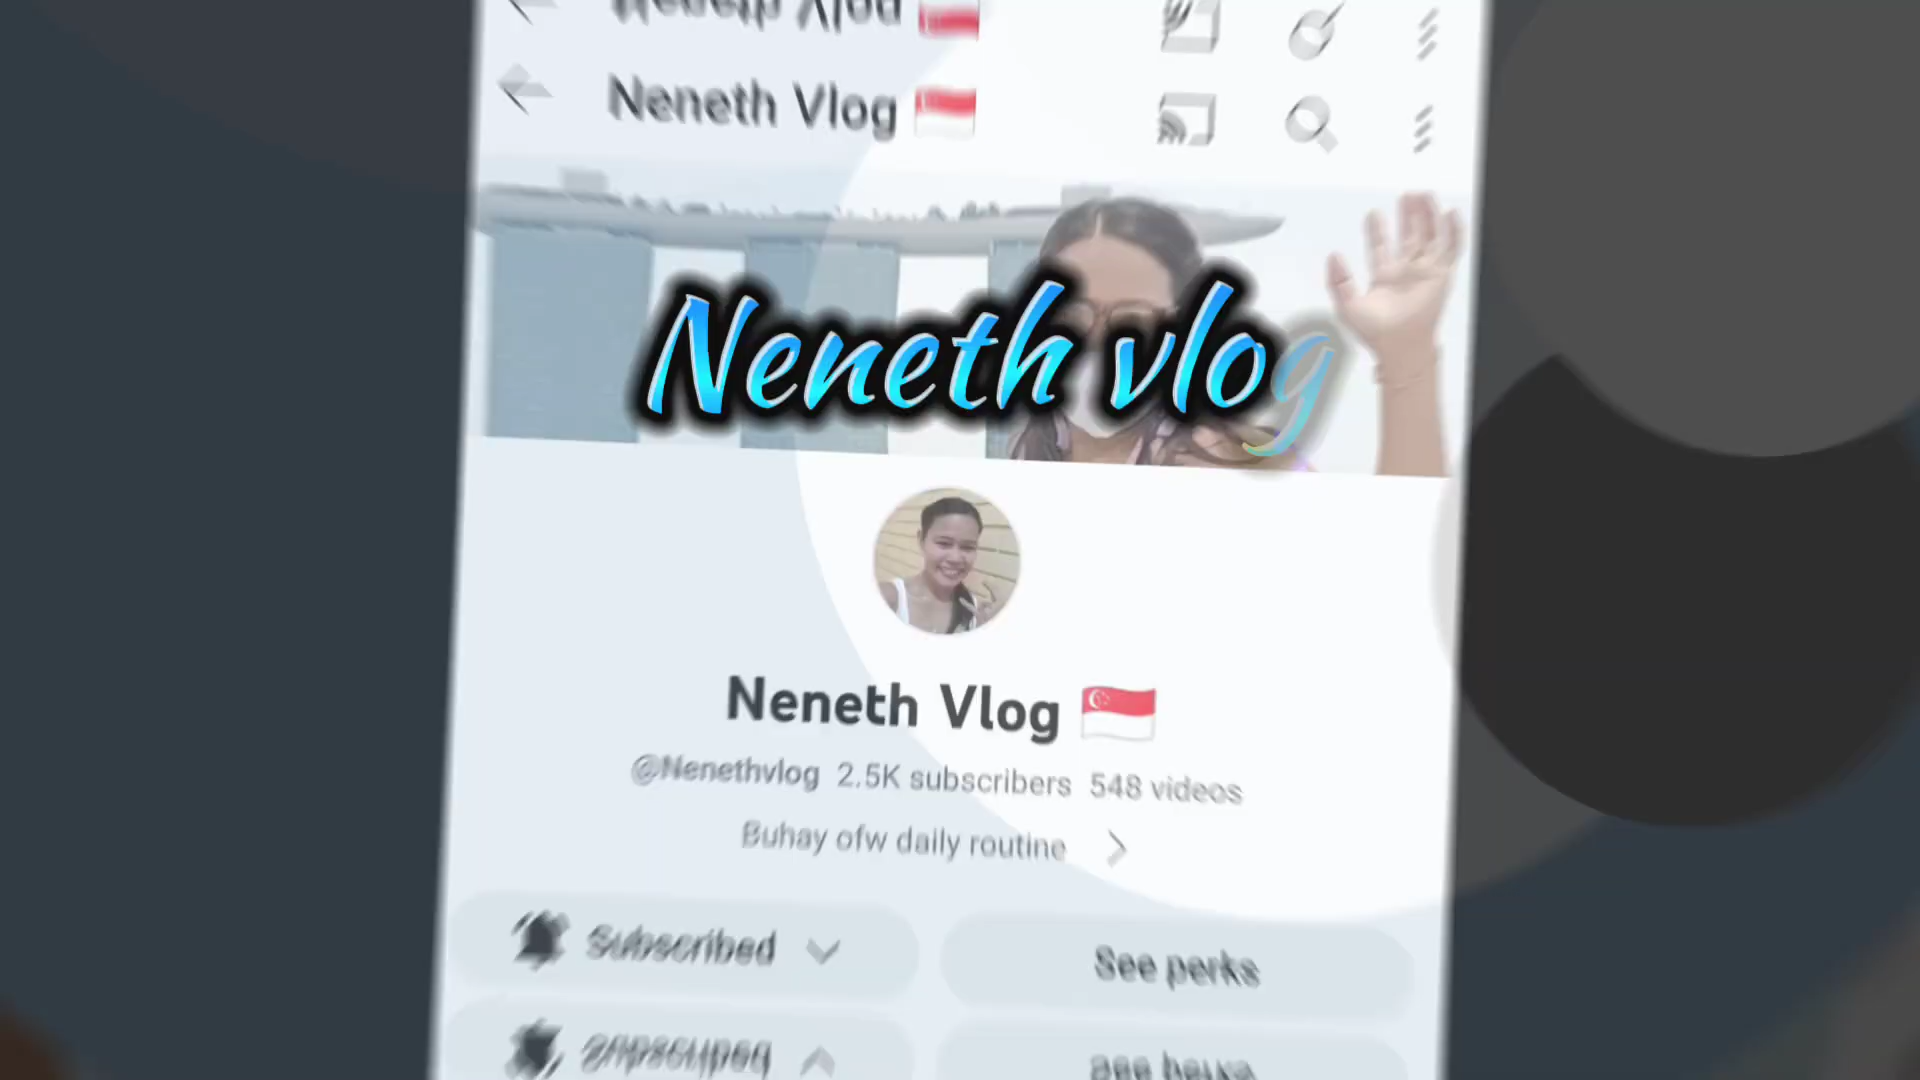 Neneth Vlog 🇸🇬
Neneth vlog
Neneth Vlog 🇸🇬
@Nenethvlog 2.5K subscribers 548 videos
Buhay ofw daily routine
Subscribed
See perks